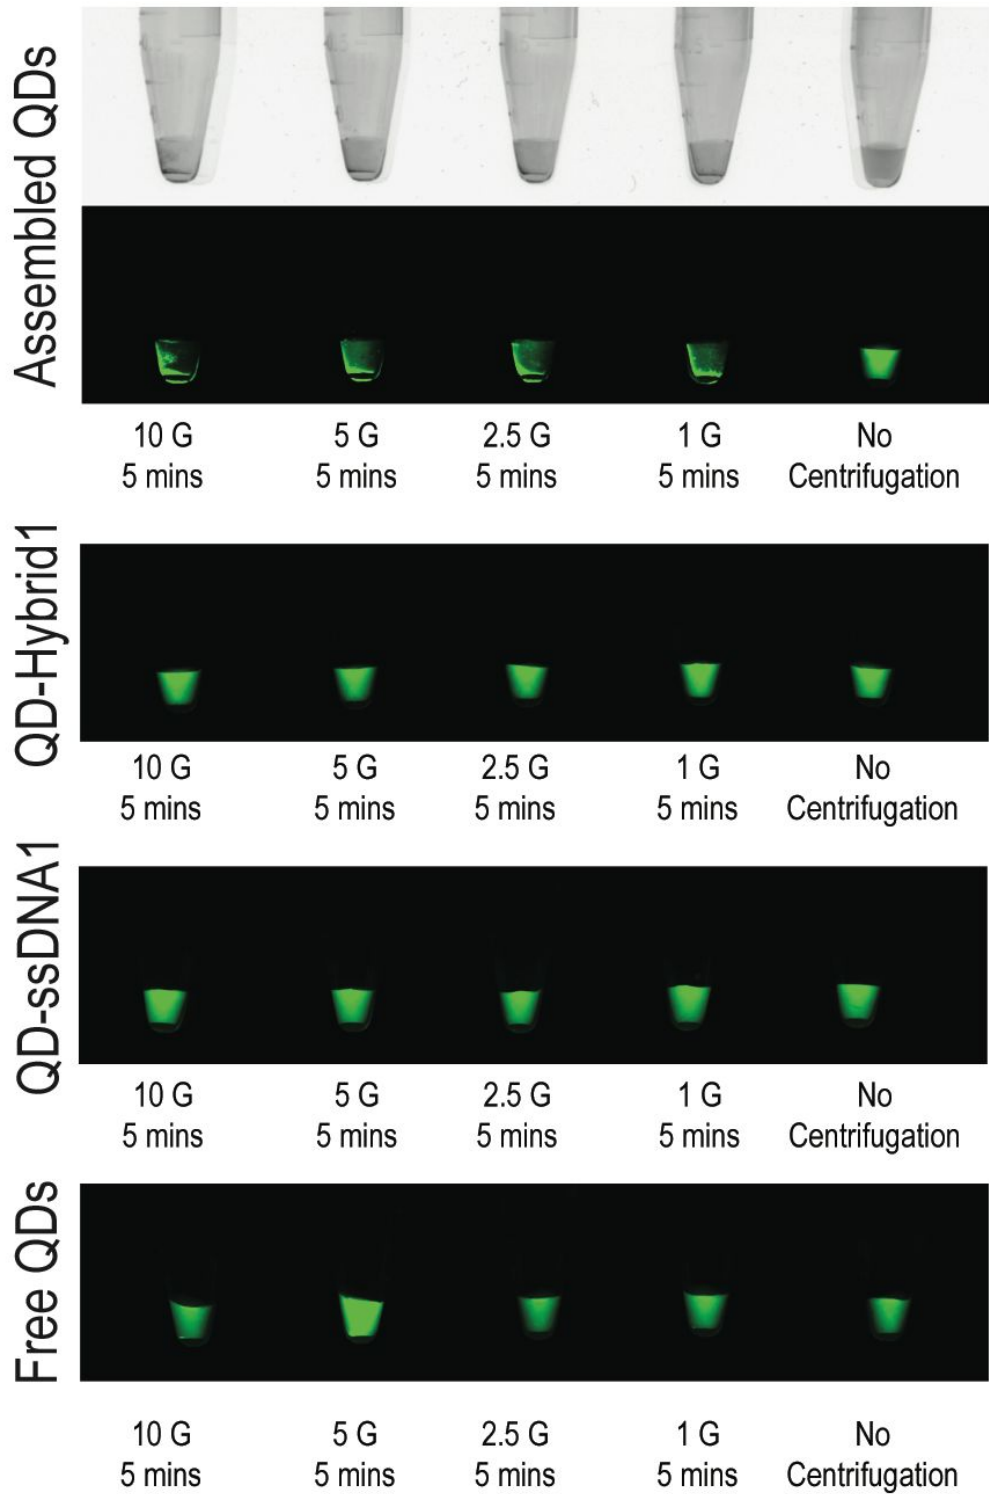 Assembled QDs
10 G 5 G 2.5 G 1 G No
5 mins 5 mins 5 mins 5 mins Centrifugation
QD-Hybrid1
10 G 5 G 2.5 G 1 G No
5 mins 5 mins 5 mins 5 mins Centrifugation
QD-ssDNA1
10 G 5 G 2.5 G 1 G No
5 mins 5 mins 5 mins 5 mins Centrifugation
Free QDs
10 G 5 G 2.5 G 1 G No
5 mins 5 mins 5 mins 5 mins Centrifugation